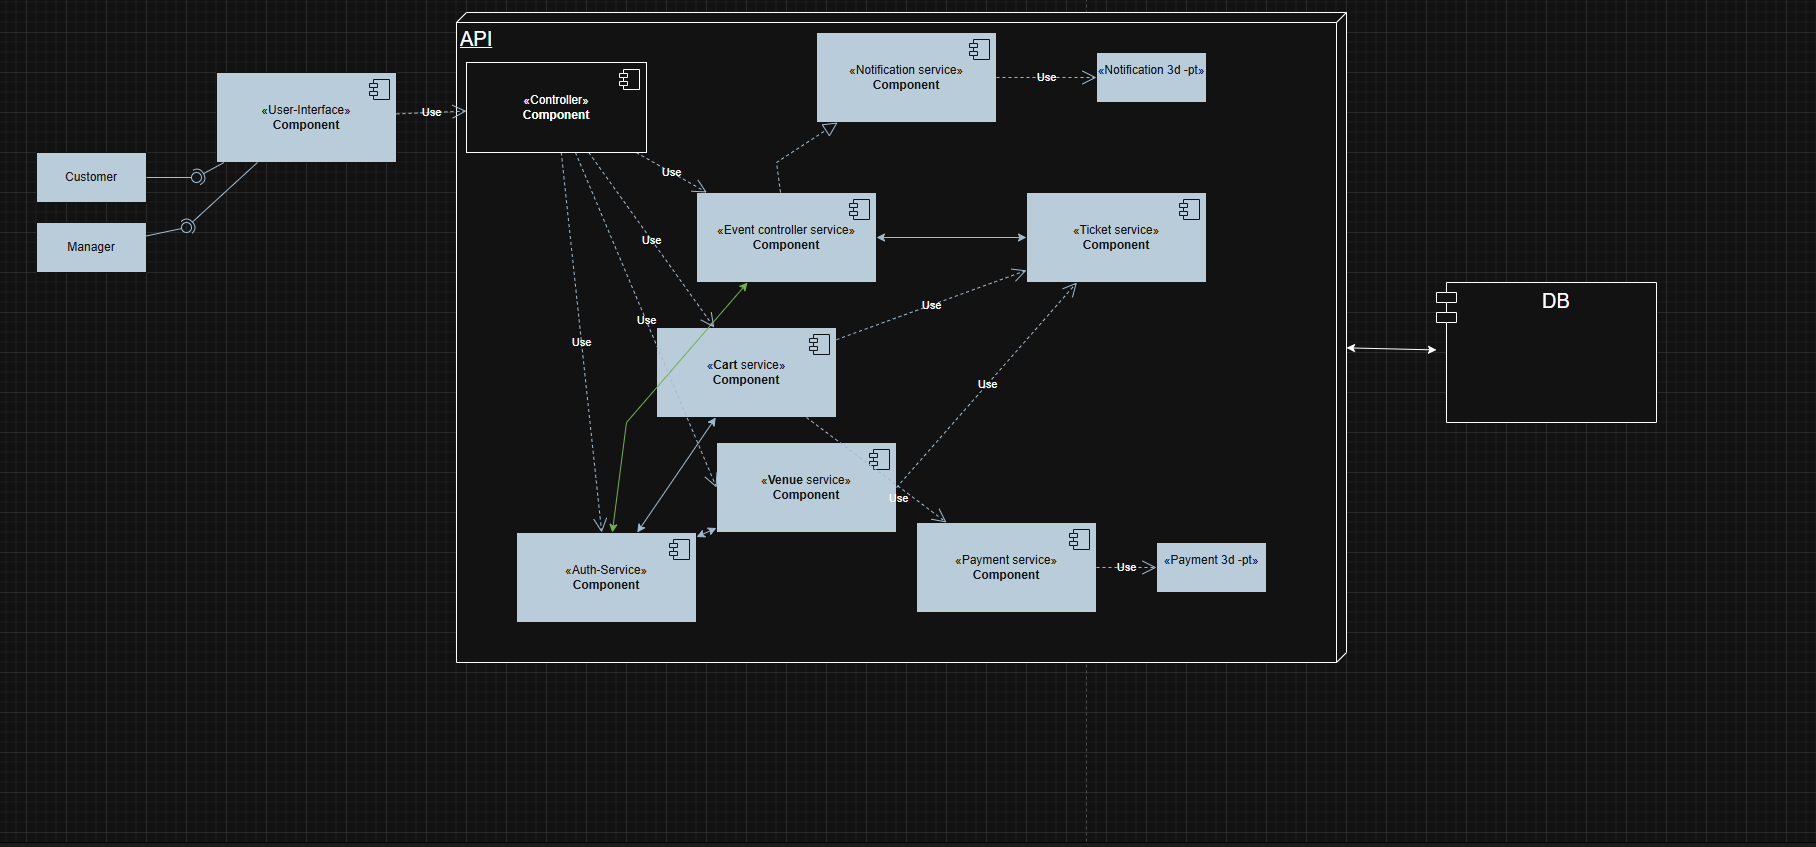 API
«Notification service»
Component
Use
«Notification 3d -pt»
«User-Interface»
Component
Use
«Controller»
Component
Customer
Manager
Use
«Event controller service»
Component
«Ticket service»
Component
Use
Use
Use
Use
DB
«Cart service»
Component
Use
«Venue service»
Component
Use
«Auth-Service»
Component
«Payment service»
Component
Use
«Payment 3d -pt»